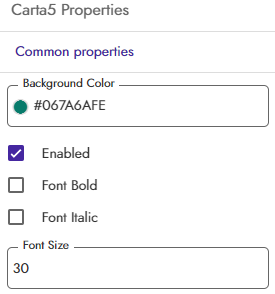 Carta5 Properties
Common properties
Background Color
#067A6AFE
Enabled
Font Bold
Font Italic
Font Size
30